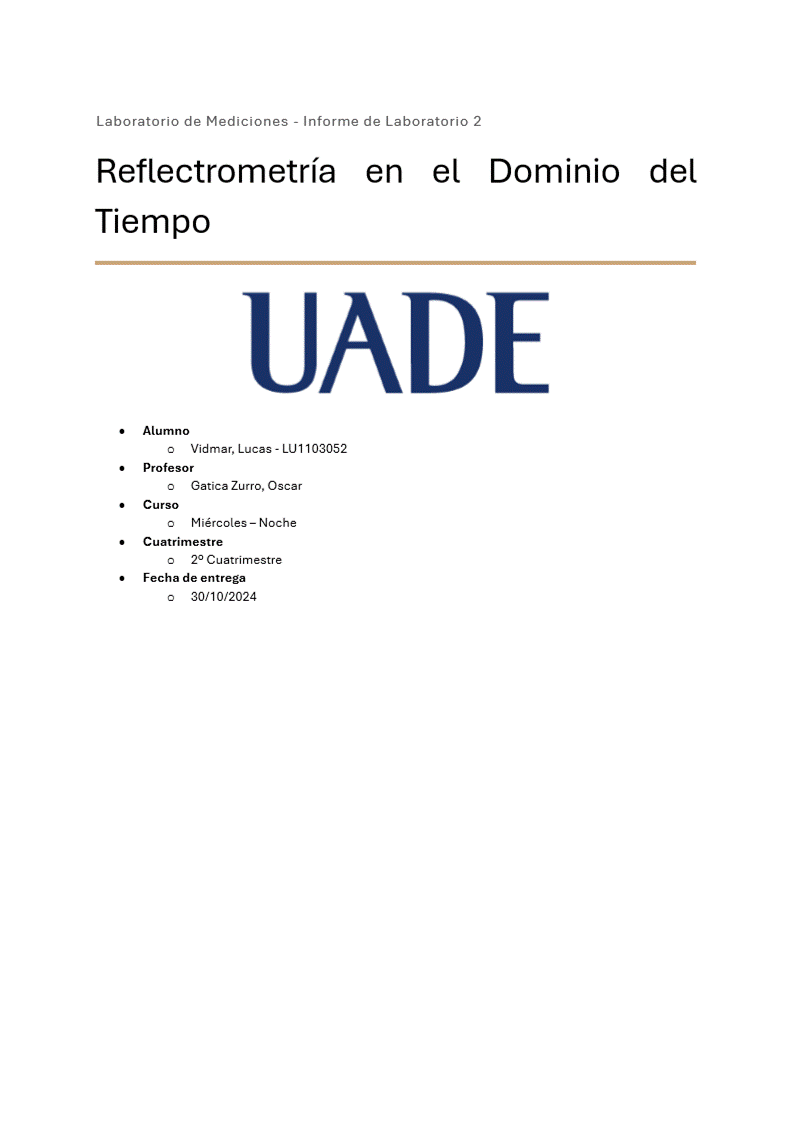 Laboratorio de Mediciones - Informe de Laboratorio 2
Reflectrometría en el Dominio del
Tiempo
UADE
• Alumno
o Vidmar, Lucas - LU1103052
• Profesor
o Gatica Zurro, Oscar
• Curso
o Miércoles – Noche
• Cuatrimestre
o 2º Cuatrimestre
• Fecha de entrega
o 30/10/2024